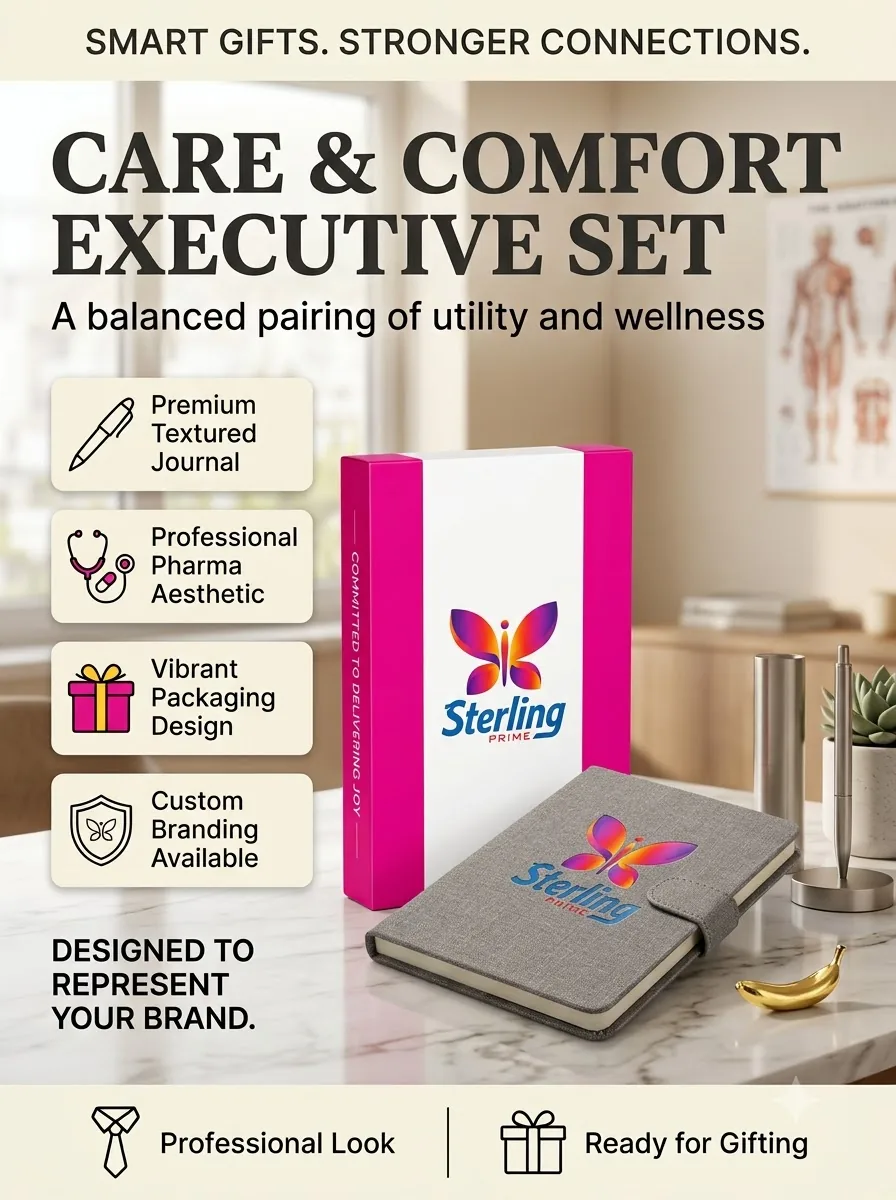 SMART GIFTS. STRONGER CONNECTIONS.
CARE & COMFORT
EXECUTIVE SET
A balanced pairing of utility and wellness
Premium
Textured
Journal
Professional
Pharma
Aesthetic
Vibrant
Packaging
Design
Custom
Branding
Available
COMMITTED TO DELIVERING JOY
Sterling
PRIME
Sterling
DESIGNED TO
REPRESENT
YOUR BRAND.
Professional Look
Ready for Gifting